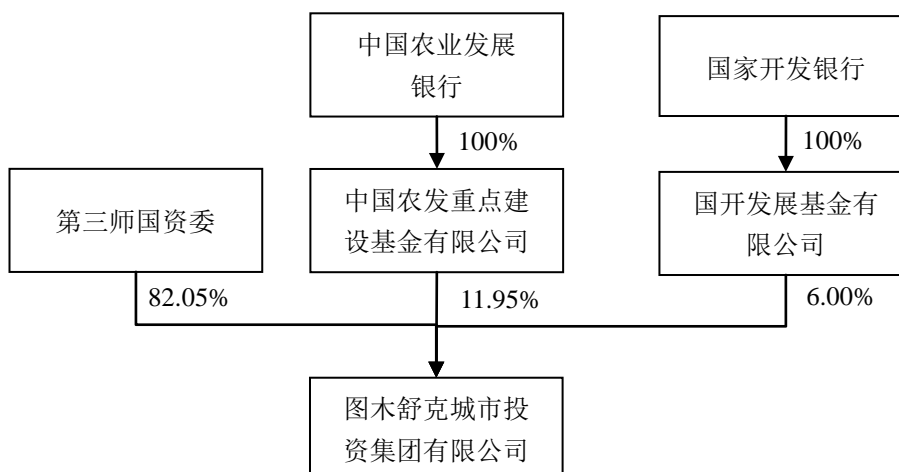 中国农业发展
银行
国家开发银行
100%
100%
第三师国资委
中国农发重点建
设基金有限公司
国开发展基金有
限公司
82.05%
11.95%
6.00%
图木舒克城市投
资集团有限公司